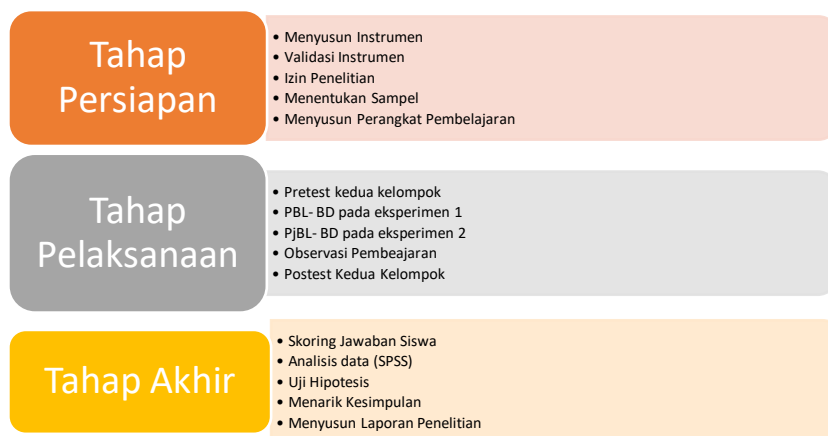 Tahap
Persiapan
• Menyusun Instrumen
• Validasi Instrumen
• Izin Penelitian
• Menentukan Sampel
• Menyusun Perangkat Pembelajaran
Tahap
Pelaksanaan
• Pretest kedua kelompok
• PBL- BD pada eksperimen 1
• PjBL- BD pada eksperimen 2
• Observasi Pembeajaran
• Postest Kedua Kelompok
Tahap Akhir
• Skoring Jawaban Siswa
• Analisis data (SPSS)
• Uji Hipotesis
• Menarik Kesimpulan
• Menyusun Laporan Penelitian